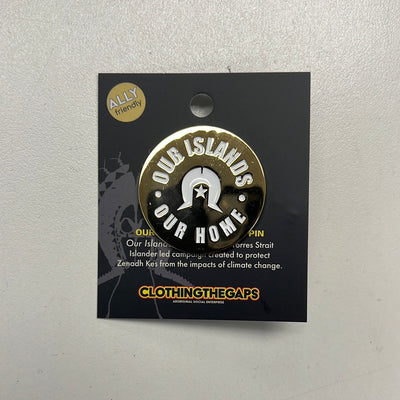 ALLY
friendly
OUR ISLANDS
OUR HOME
OUR PIN
Our Islan Torres Strait
Islander led campaign created to protect
Zenadh Kes from the impacts of climate change.
CLOTHINGTHEGAPS
ABORIGINAL SOCIAL ENTERPRISE